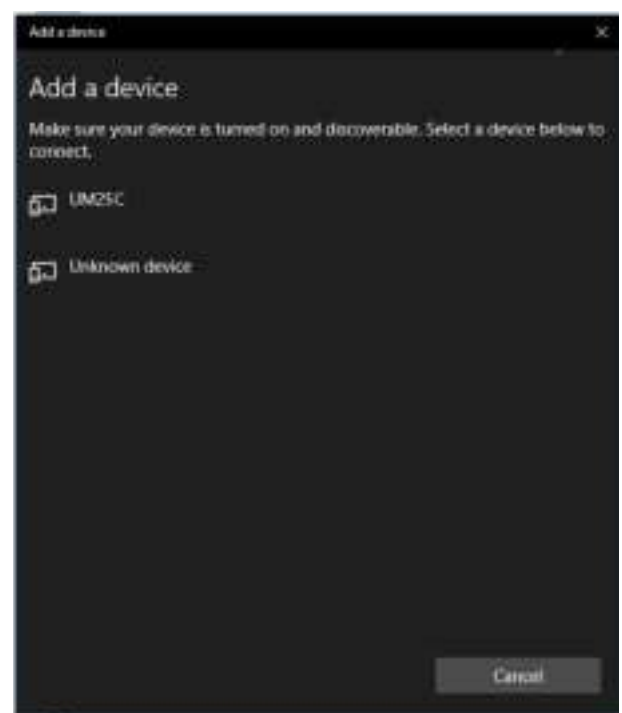 Add a device
Add a device
Make sure your device is turned on and discoverable. Select a device below to
connect.
UM25C
Unknown device
Cancel